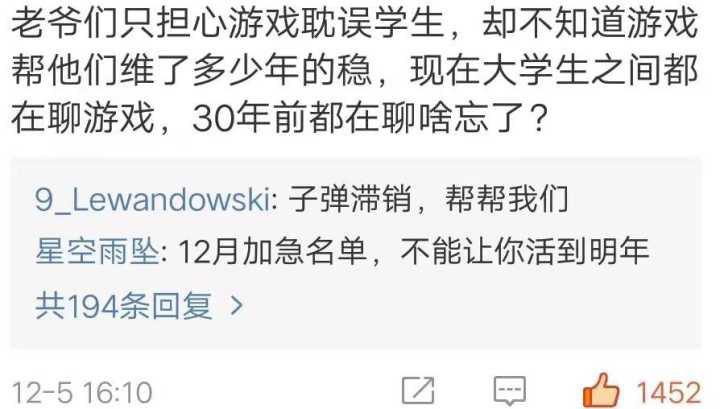 老爷们只担心游戏耽误学生，却不知道游戏
帮他们维了多少年的稳，现在大学生之间都
在聊游戏，30年前都在聊啥忘了？
9_Lewandowski: 子弹滞销，帮帮我们
星空雨坠: 12月加急名单，不能让你活到明年
共194条回复 >
12-5 16:10
1452